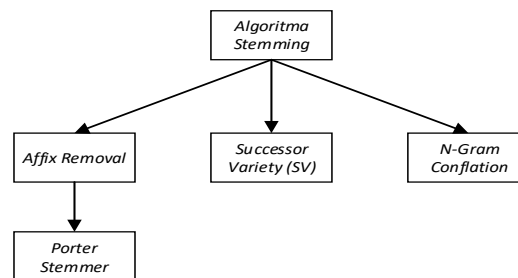 Algoritma
Stemming
Affix Removal
Successor
Variety (SV)
N-Gram
Conflation
Porter
Stemmer